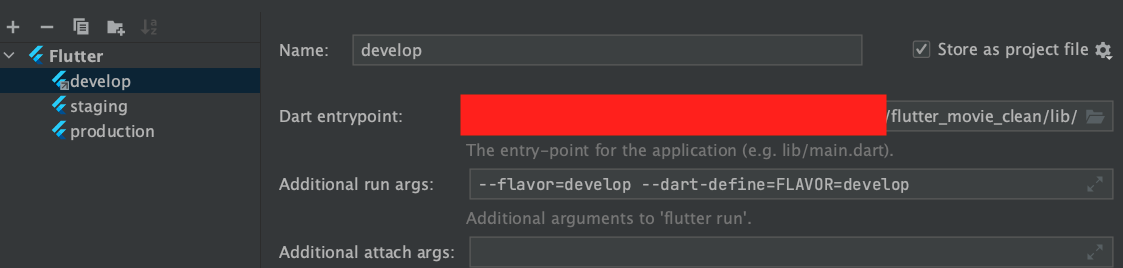 Flutter
develop
staging
production
Name: develop
Store as project file
Dart entrypoint: /flutter_movie_clean/lib/
The entry-point for the application (e.g. lib/main.dart).
Additional run args: --flavor=develop --dart-define=FLAVOR=develop
Additional arguments to 'flutter run'.
Additional attach args: